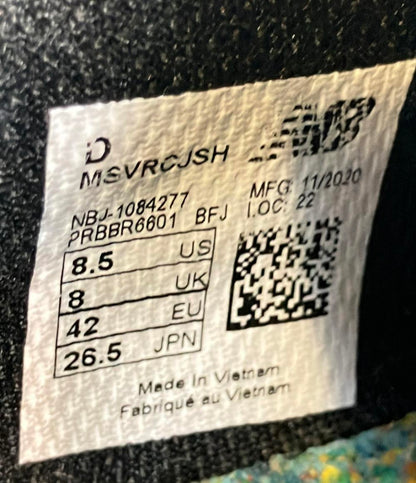 D
MSVRCJSH
NBJ-1084277
PRBBR6601 BFJ
MFG: 11/2020
LOC: 22
8.5 US
8 UK
42 EU
26.5 JPN
Made In Vietnam
Fabriqué au Vietnam